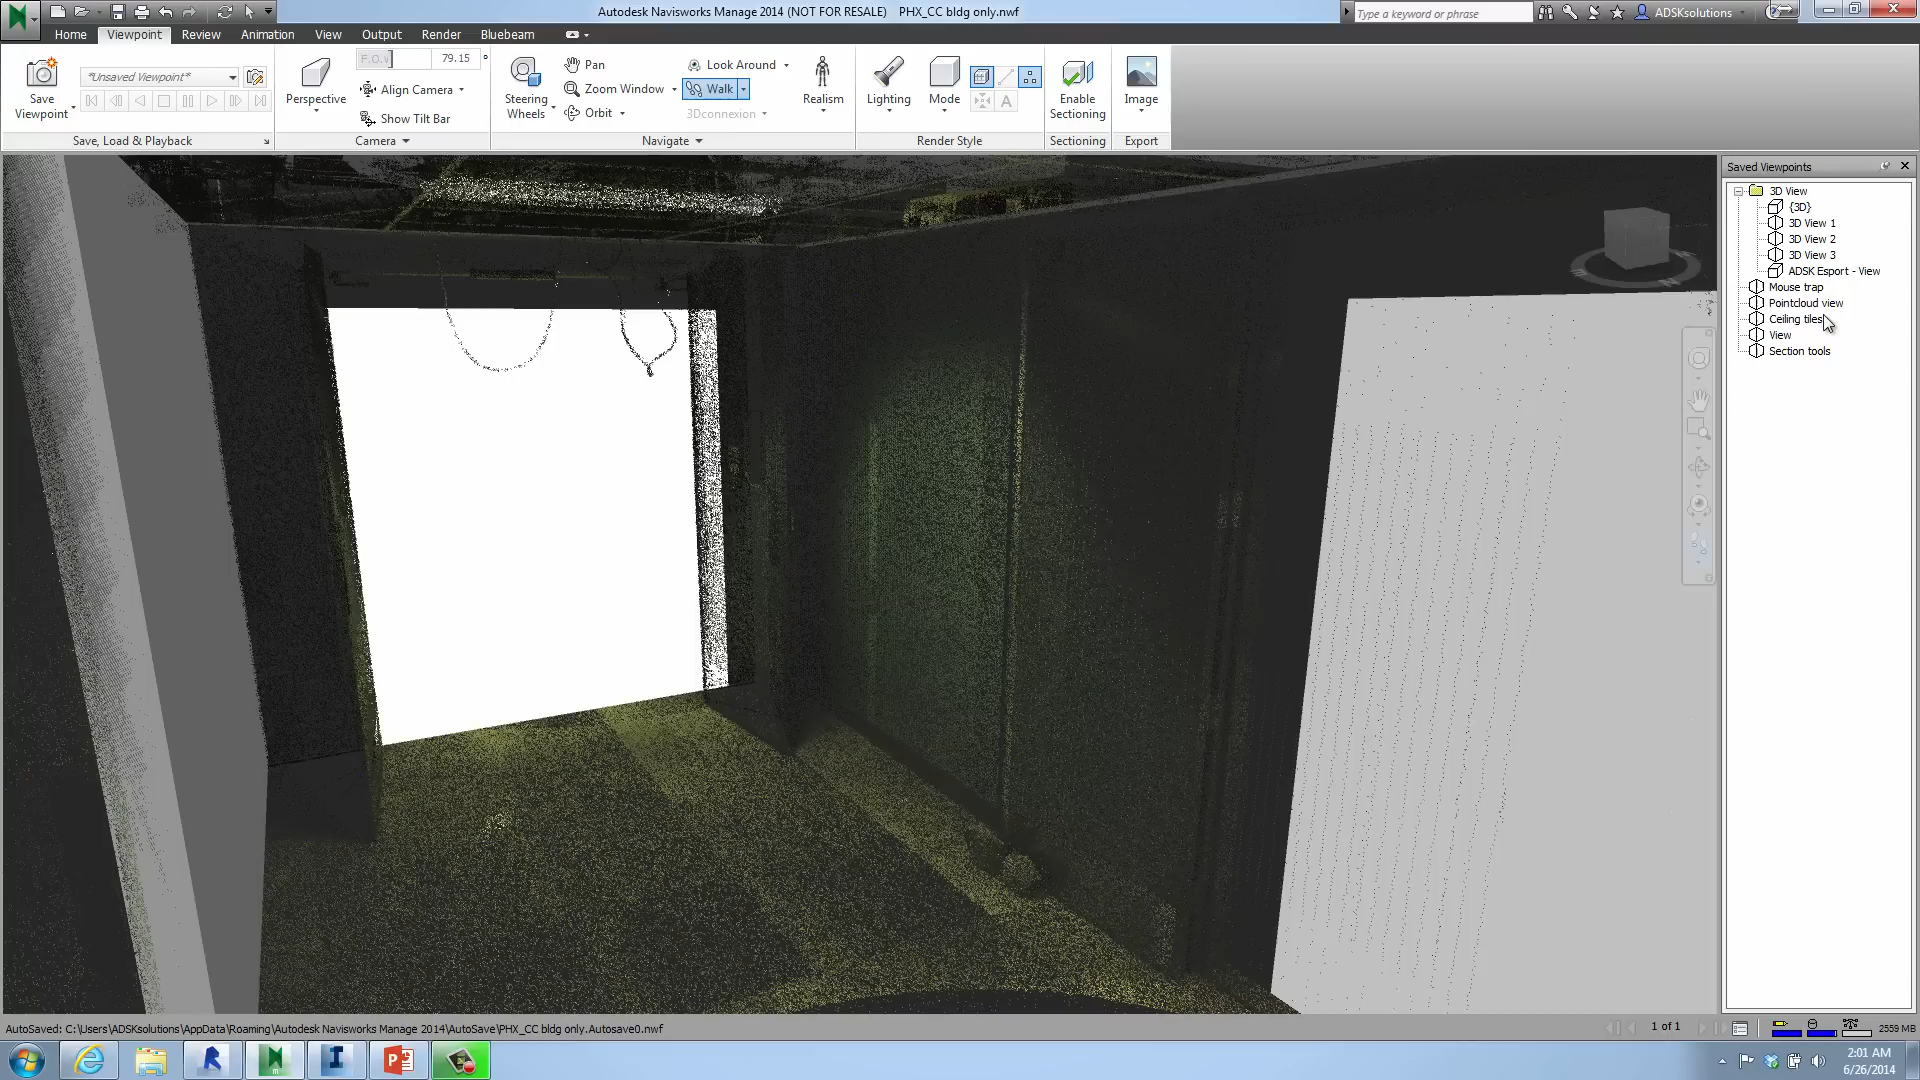 Autodesk Navisworks Manage 2014 (NOT FOR RESALE) PHX_CC bldg only.nwf
Type a keyword or phrase
ADSKsolutions
Home Viewpoint Review Animation View Output Render Bluebeam
Save Viewpoint
*Unsaved Viewpoint*
Save, Load & Playback
Perspective
F.O.V 79.15 °
Align Camera
Show Tilt Bar
Camera
Steering Wheels
Pan
Zoom Window
Orbit
Look Around
Walk
3Dconnexion
Navigate
Realism
Lighting
Mode
A
Render Style
Enable Sectioning
Sectioning
Image
Export
Saved Viewpoints
3D View
{3D}
3D View 1
3D View 2
3D View 3
ADSK Esport - View
Mouse trap
Pointcloud view
Ceiling tiles
View
Section tools
AutoSaved: C:\Users\ADSKsolutions\AppData\Roaming\Autodesk Navisworks Manage 2014\AutoSave\PHX_CC bldg only.Autosave0.nwf
1 of 1
2559 MB
2:01 AM
6/26/2014